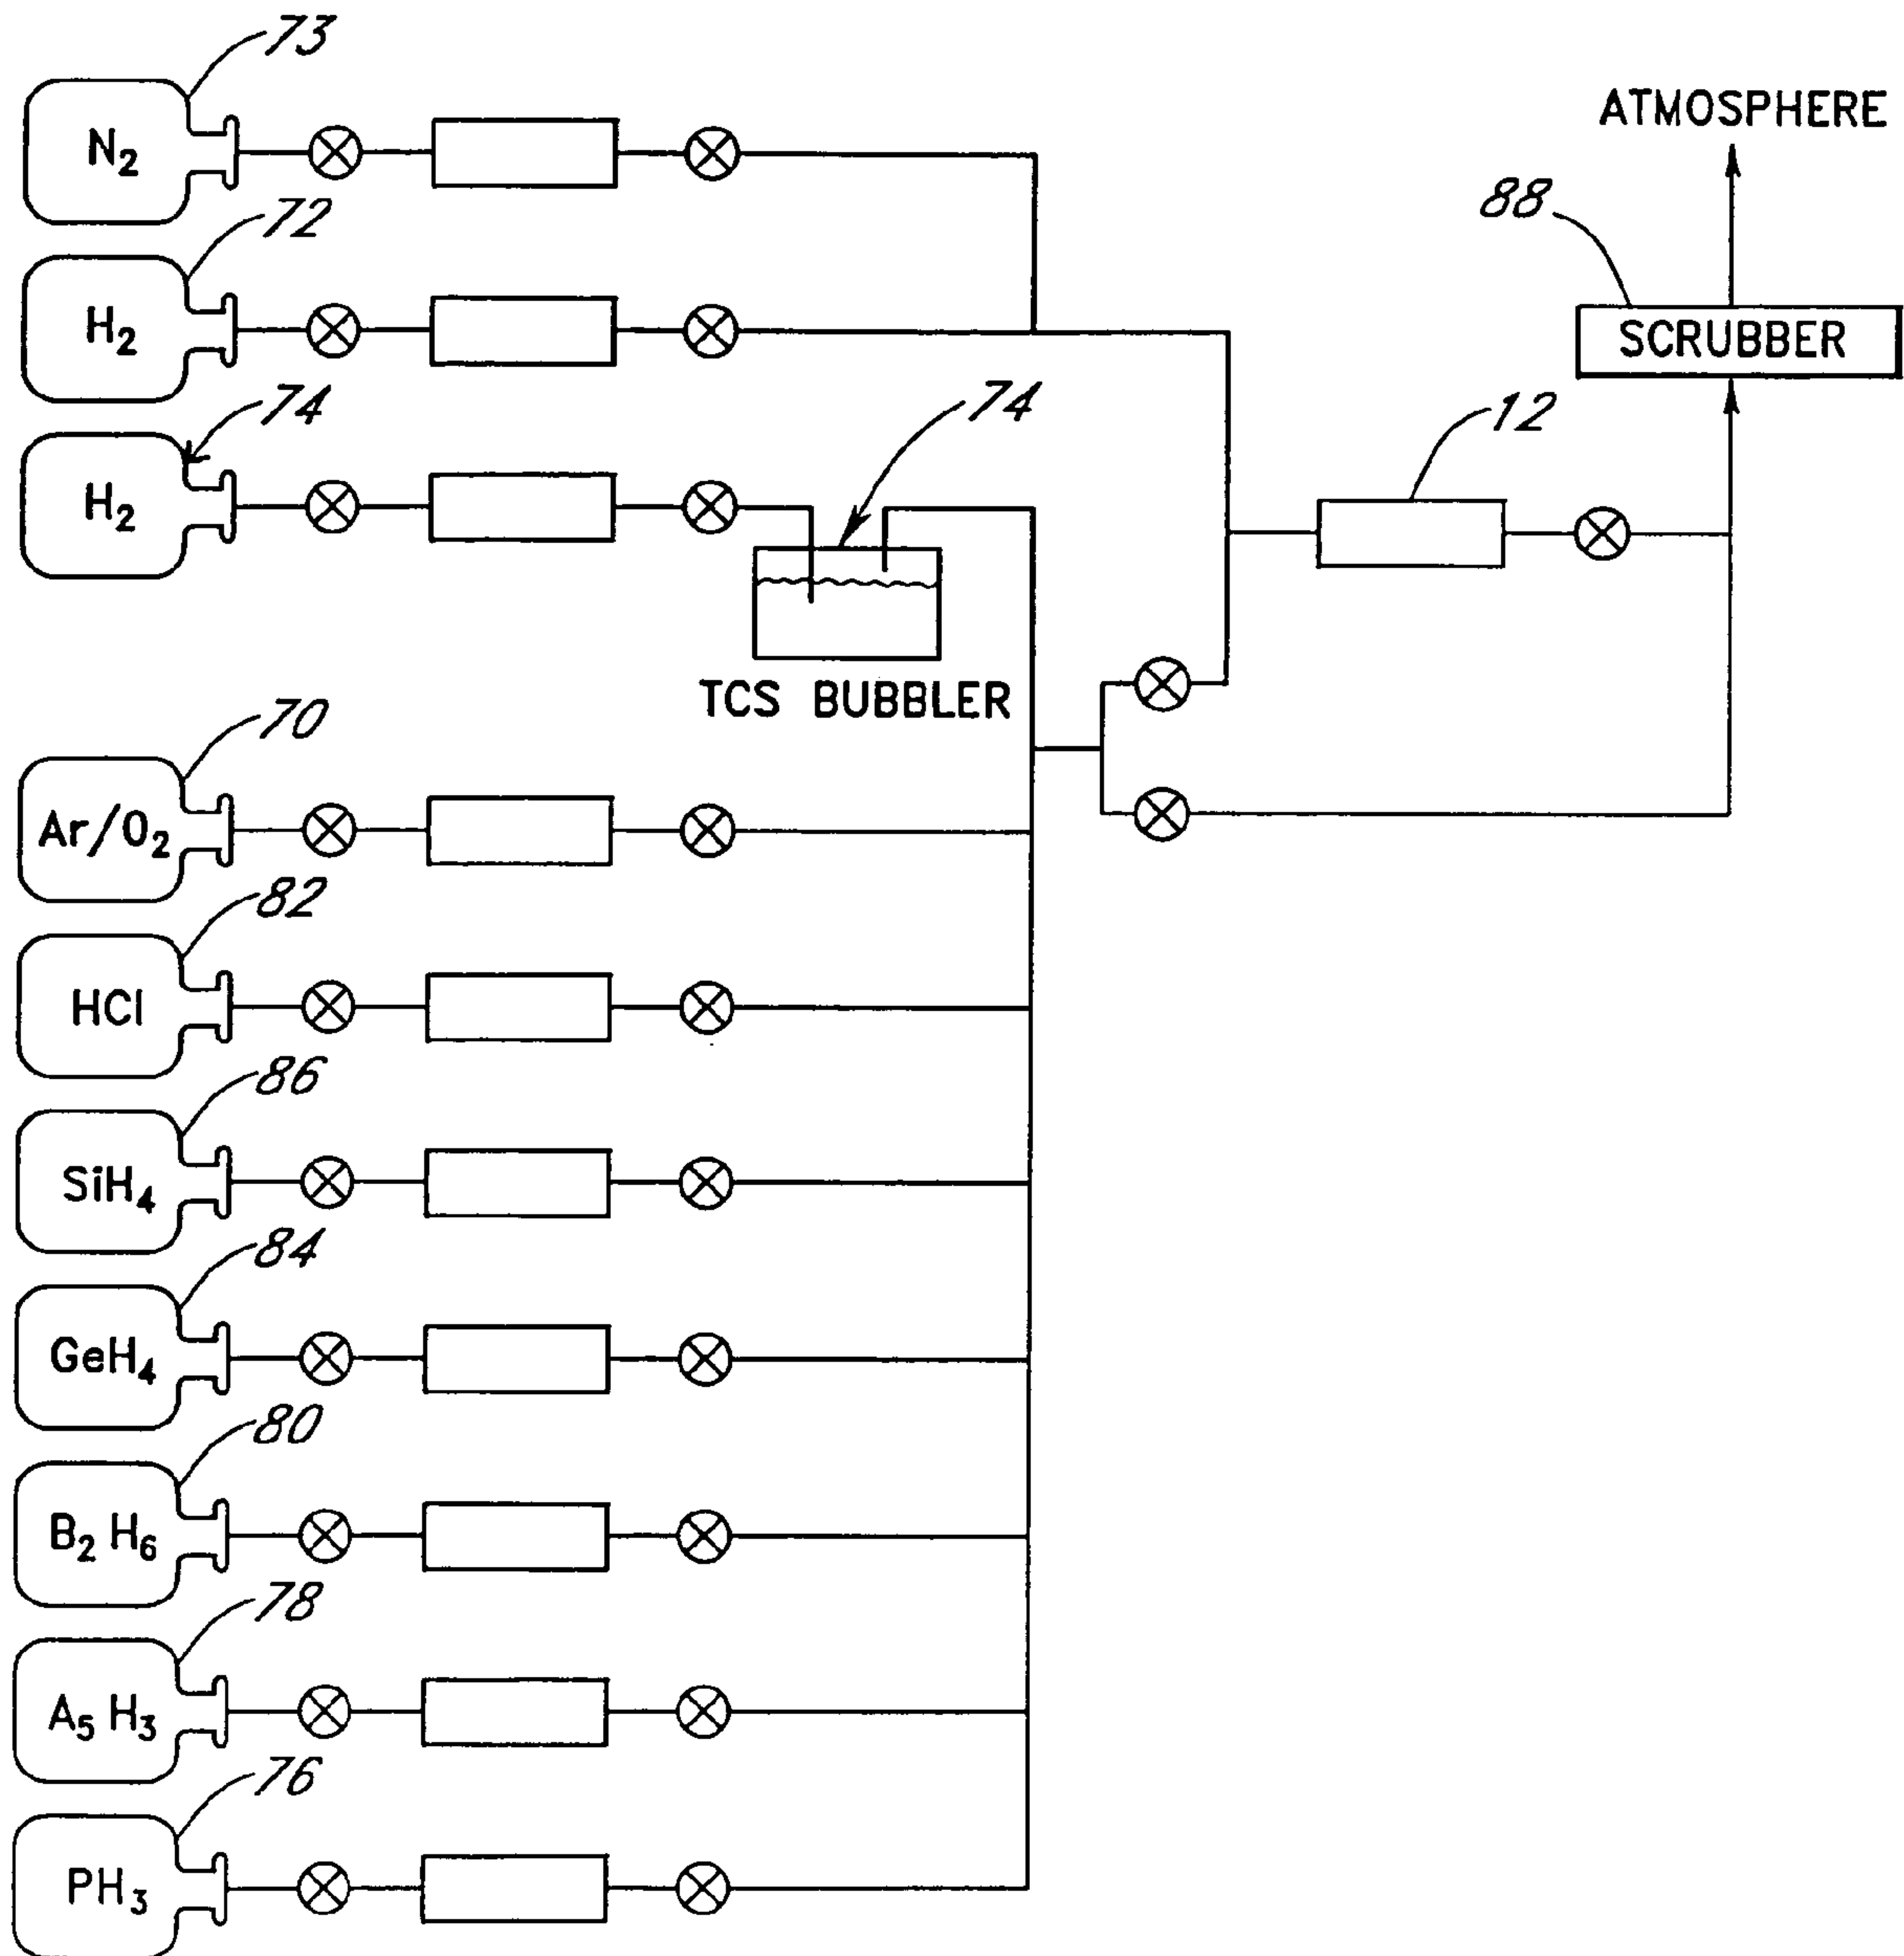 73
N₂
ATMOSPHERE
88
72
H₂
SCRUBBER
74
74
12
H₂
TCS BUBBLER
70
Ar/O₂
82
HCl
86
SiH₄
84
GeH₄
80
B₂ H₆
78
A₅ H₃
76
PH₃